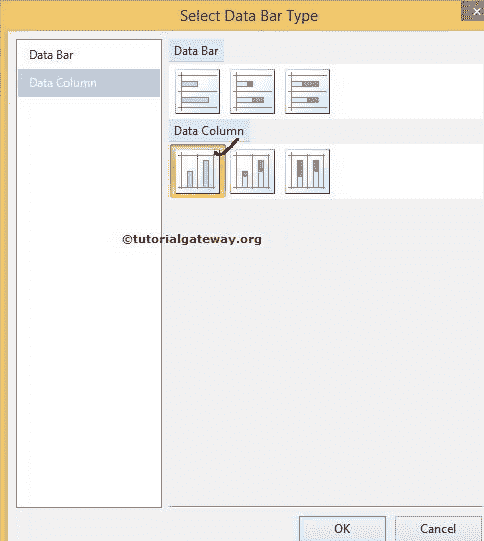 Select Data Bar Type
Data Bar
Data Column
Data Bar
Data Column
©tutorialgateway.org
OK
Cancel